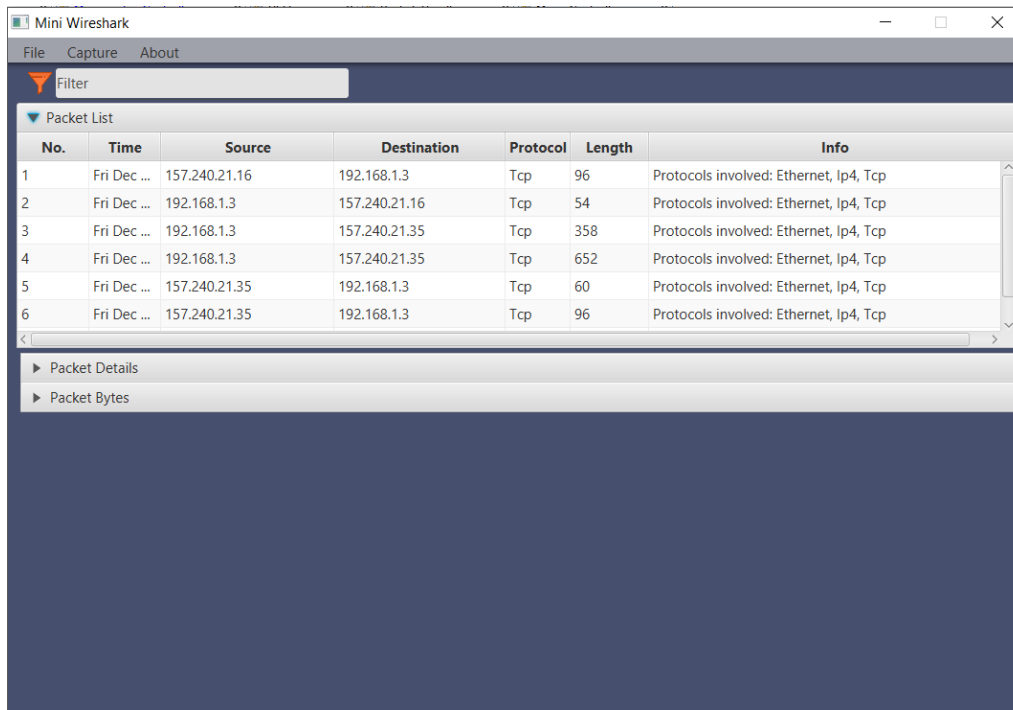 Mini Wireshark
File Capture About
Filter
Packet List
No. Time Source Destination Protocol Length Info
1 Fri Dec ... 157.240.21.16 192.168.1.3 Tcp 96 Protocols involved: Ethernet, Ip4, Tcp
2 Fri Dec ... 192.168.1.3 157.240.21.16 Tcp 54 Protocols involved: Ethernet, Ip4, Tcp
3 Fri Dec ... 192.168.1.3 157.240.21.35 Tcp 358 Protocols involved: Ethernet, Ip4, Tcp
4 Fri Dec ... 192.168.1.3 157.240.21.35 Tcp 652 Protocols involved: Ethernet, Ip4, Tcp
5 Fri Dec ... 157.240.21.35 192.168.1.3 Tcp 60 Protocols involved: Ethernet, Ip4, Tcp
6 Fri Dec ... 157.240.21.35 192.168.1.3 Tcp 96 Protocols involved: Ethernet, Ip4, Tcp
Packet Details
Packet Bytes